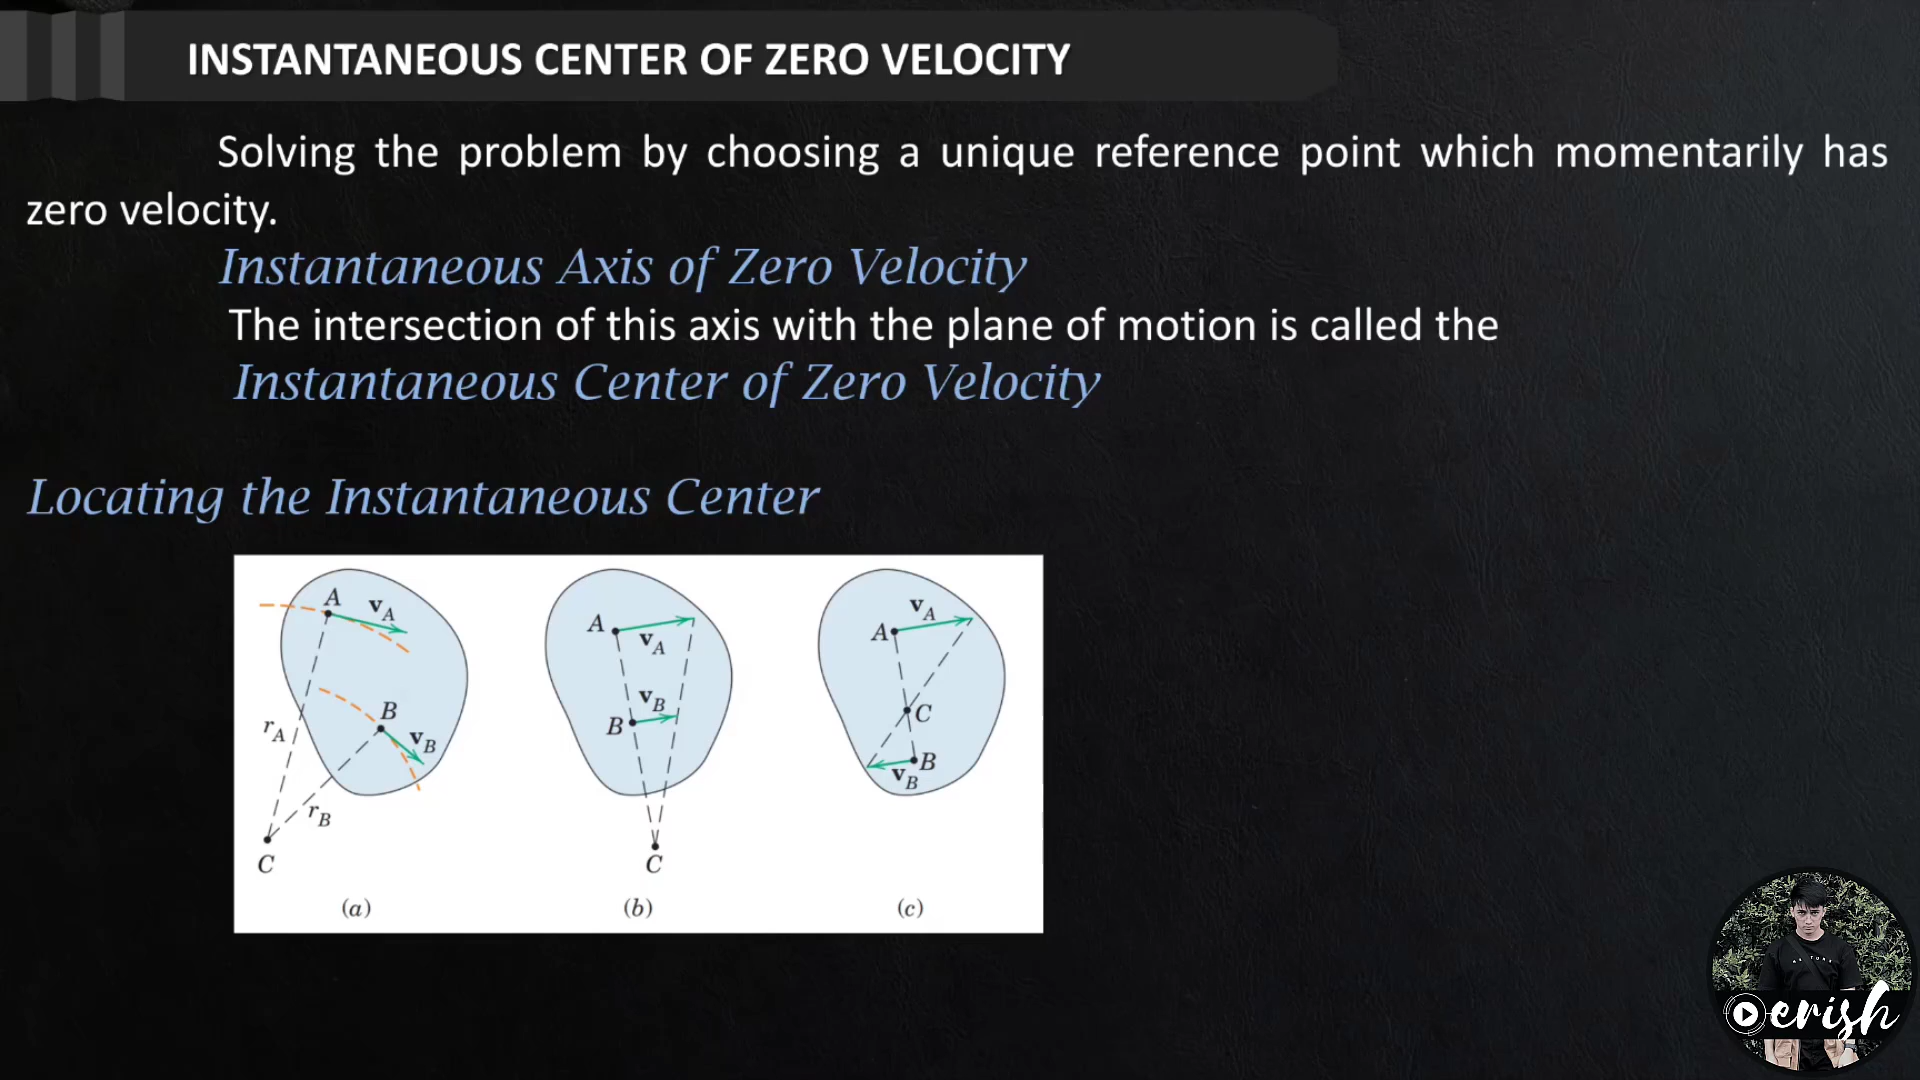 INSTANTANEOUS CENTER OF ZERO VELOCITY
Solving the problem by choosing a unique reference point which momentarily has
zero velocity.
Instantaneous Axis of Zero Velocity
The intersection of this axis with the plane of motion is called the
Instantaneous Center of Zero Velocity
Locating the Instantaneous Center
A vA
B
vB
rA
rB
C
(a)
A
vA
vB
B
C
(b)
vA
A
C
B
vB
(c)
erish